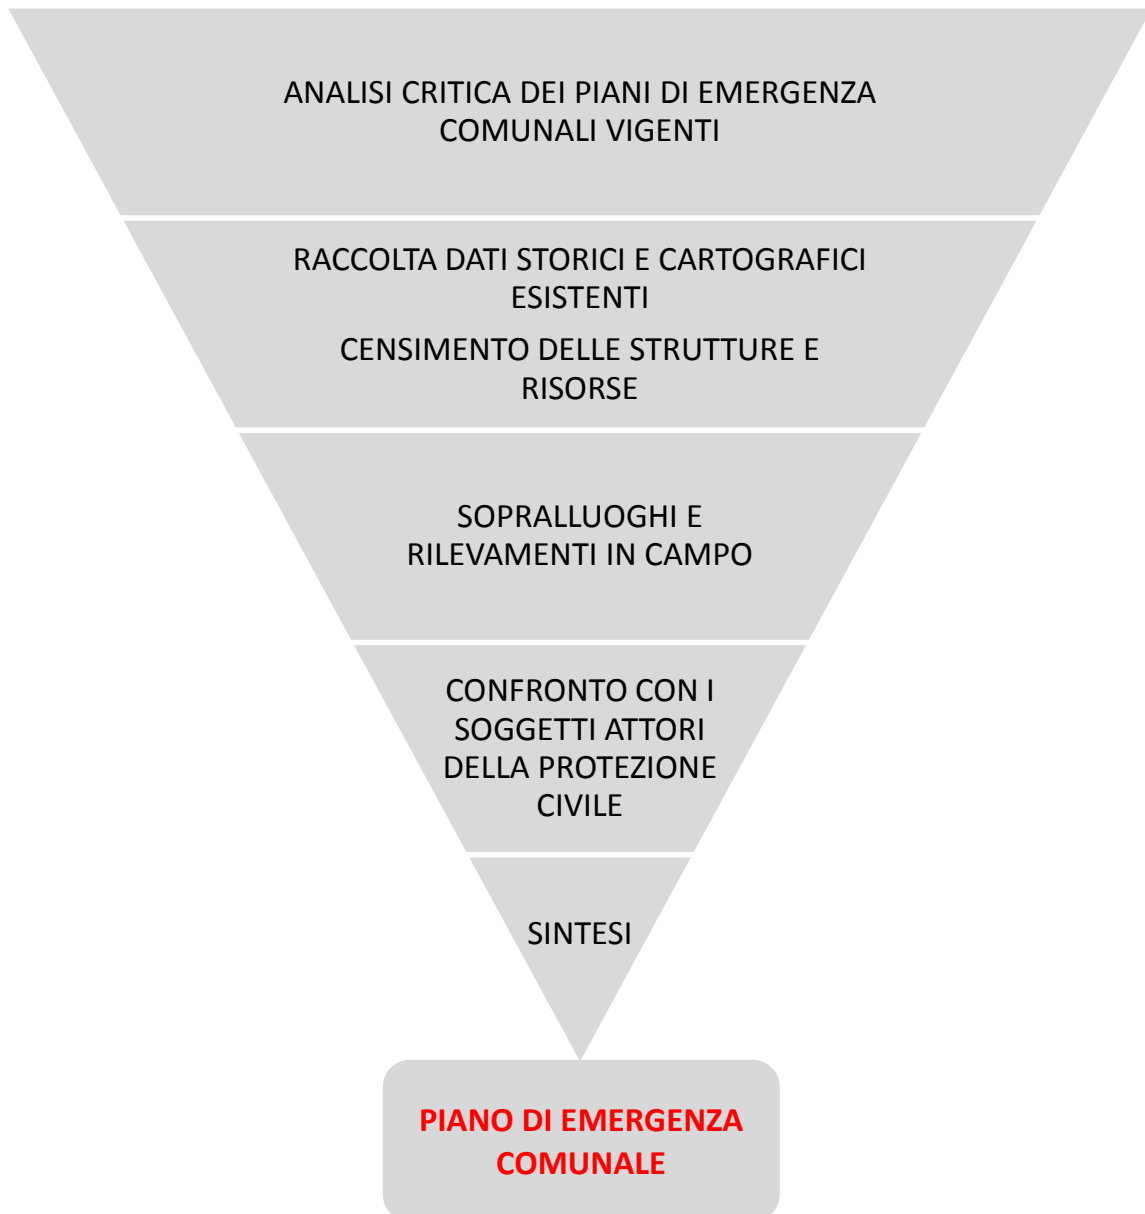 ANALISI CRITICA DEI PIANI DI EMERGENZA
COMUNALI VIGENTI
RACCOLTA DATI STORICI E CARTOGRAFICI
ESISTENTI
CENSIMENTO DELLE STRUTTURE E
RISORSE
SOPRALLUOGHI E
RILEVAMENTI IN CAMPO
CONFRONTO CON I
SOGGETTI ATTORI
DELLA PROTEZIONE
CIVILE
SINTESI
PIANO DI EMERGENZA
COMUNALE